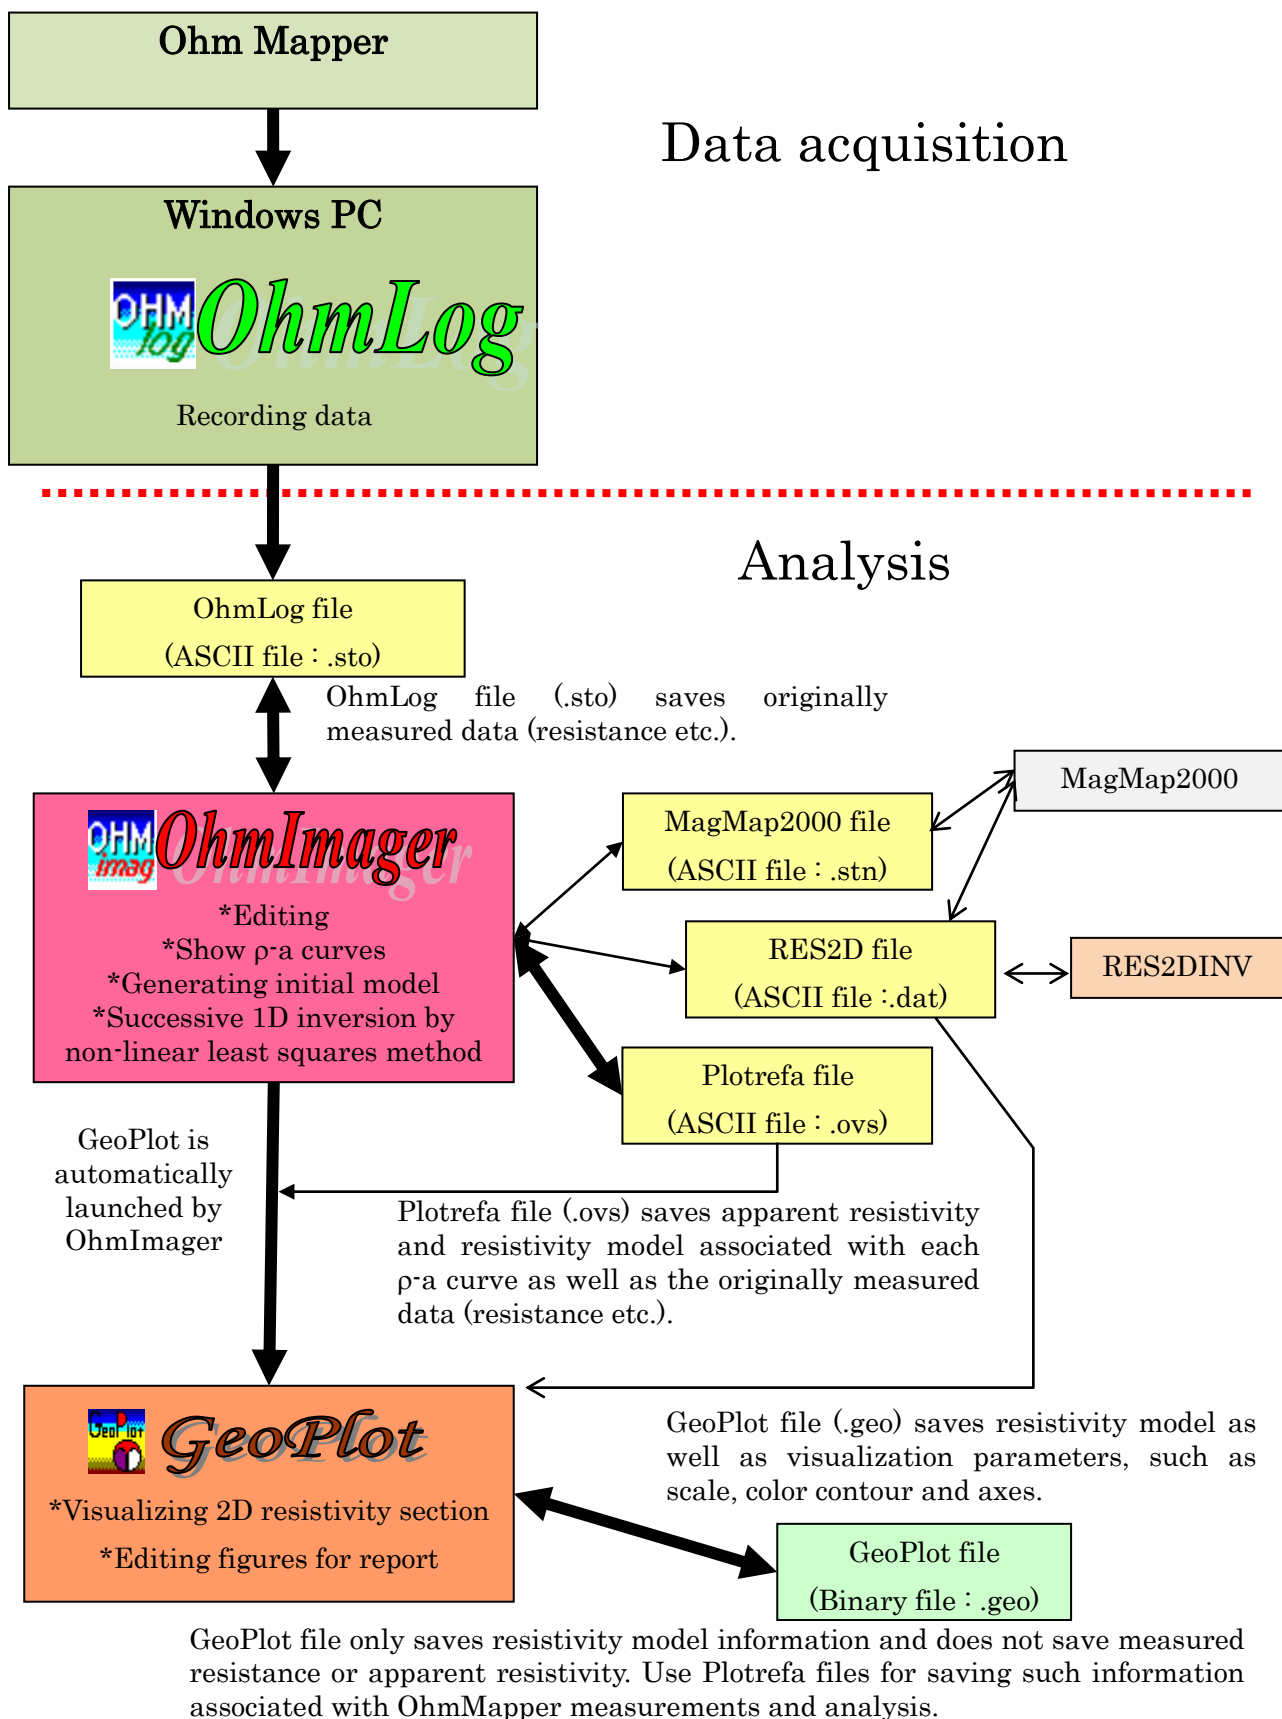 Ohm Mapper
Data acquisition
Windows PC
OHM
log
OhmLog
Recording data
Analysis
OhmLog file
(ASCII file : .sto)
OhmLog file (.sto) saves originally
measured data (resistance etc.).
MagMap2000
MagMap2000 file
(ASCII file : .stn)
OHM
imag
OhmImager
*Editing
*Show ρ-a curves
*Generating initial model
*Successive 1D inversion by
non-linear least squares method
RES2D file
(ASCII file :.dat)
RES2DINV
Plotrefa file
(ASCII file : .ovs)
GeoPlot is
automatically
launched by
OhmImager
Plotrefa file (.ovs) saves apparent resistivity
and resistivity model associated with each
ρ-a curve as well as the originally measured
data (resistance etc.).
GeoPlot
GeoPlot
*Visualizing 2D resistivity section
*Editing figures for report
GeoPlot file (.geo) saves resistivity model as
well as visualization parameters, such as
scale, color contour and axes.
GeoPlot file
(Binary file : .geo)
GeoPlot file only saves resistivity model information and does not save measured
resistance or apparent resistivity. Use Plotrefa files for saving such information
associated with OhmMapper measurements and analysis.